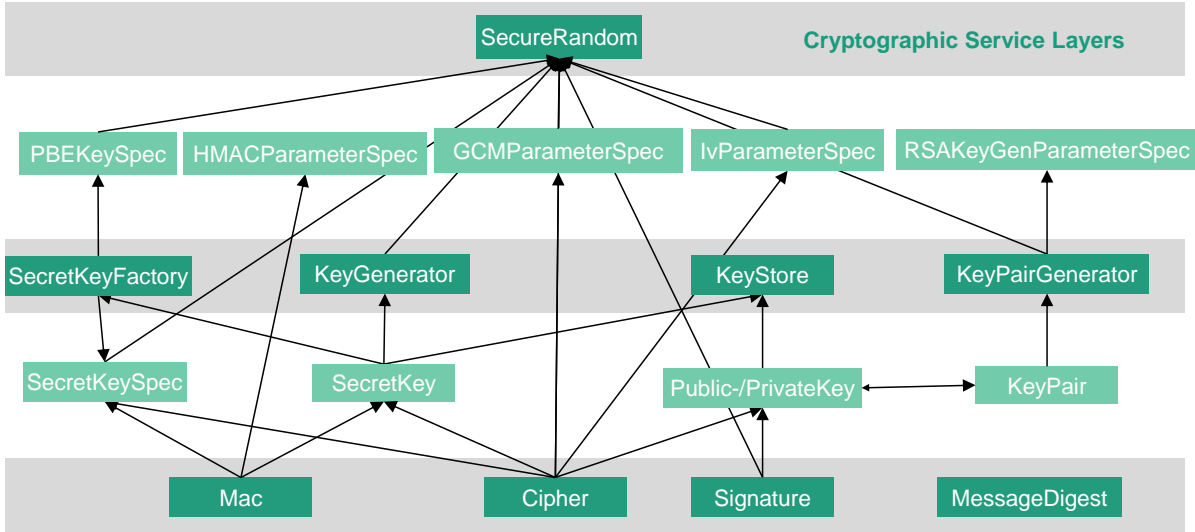 SecureRandom
Cryptographic Service Layers
PBEKeySpec
HMACParameterSpec
GCMParameterSpec
IvParameterSpec
RSAKeyGenParameterSpec
SecretKeyFactory
KeyGenerator
KeyStore
KeyPairGenerator
SecretKeySpec
SecretKey
Public-/PrivateKey
KeyPair
Mac
Cipher
Signature
MessageDigest